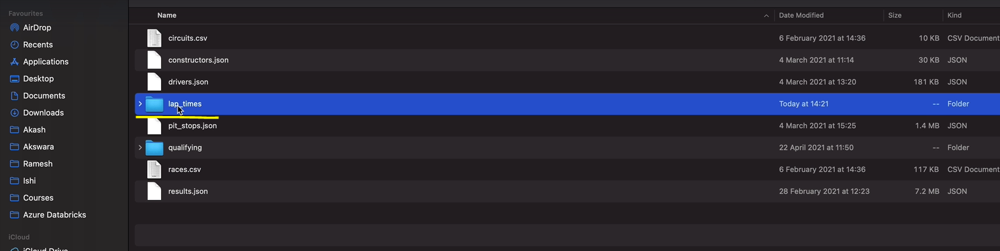 Favourites
AirDrop
Recents
Applications
Desktop
Documents
Downloads
Akash
Akswara
Ramesh
Ishi
Courses
Azure Databricks
iCloud
iCloud Drive
Name Date Modified Size Kind
circuits.csv 6 February 2021 at 14:36 10 KB CSV Document
constructors.json 4 March 2021 at 11:14 30 KB JSON
drivers.json 4 March 2021 at 13:20 181 KB JSON
lap_times Today at 14:21 -- Folder
pit_stops.json 4 March 2021 at 15:25 1.4 MB JSON
qualifying 22 April 2021 at 11:50 -- Folder
races.csv 6 February 2021 at 14:36 117 KB CSV Document
results.json 28 February 2021 at 12:23 7.2 MB JSON